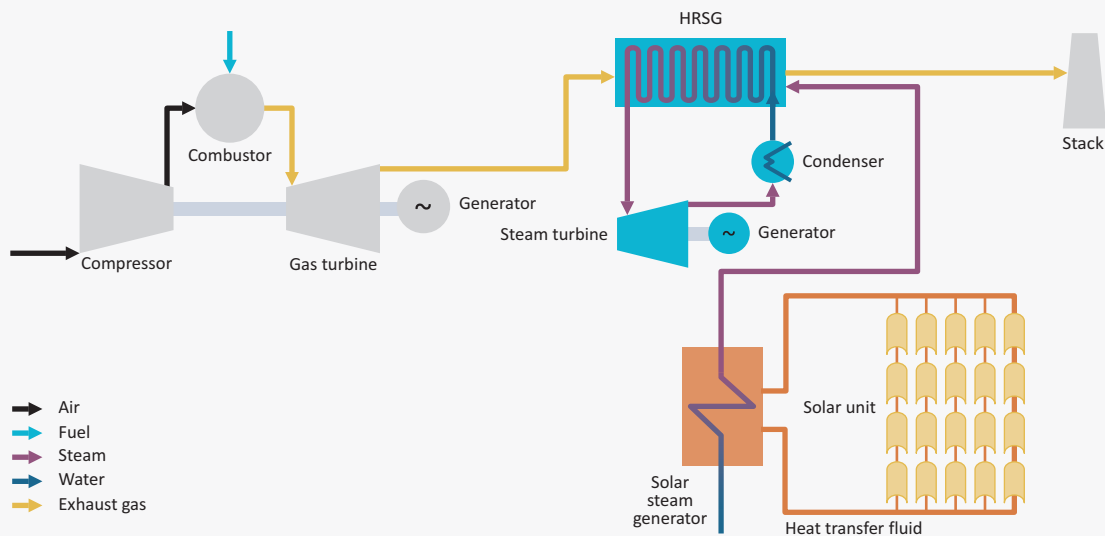 HRSG
Combustor
Stack
Condenser
~ Generator
Steam turbine
~ Generator
Compressor
Gas turbine
Air
Fuel
Steam
Water
Exhaust gas
Solar unit
Solar
steam
generator
Heat transfer fluid